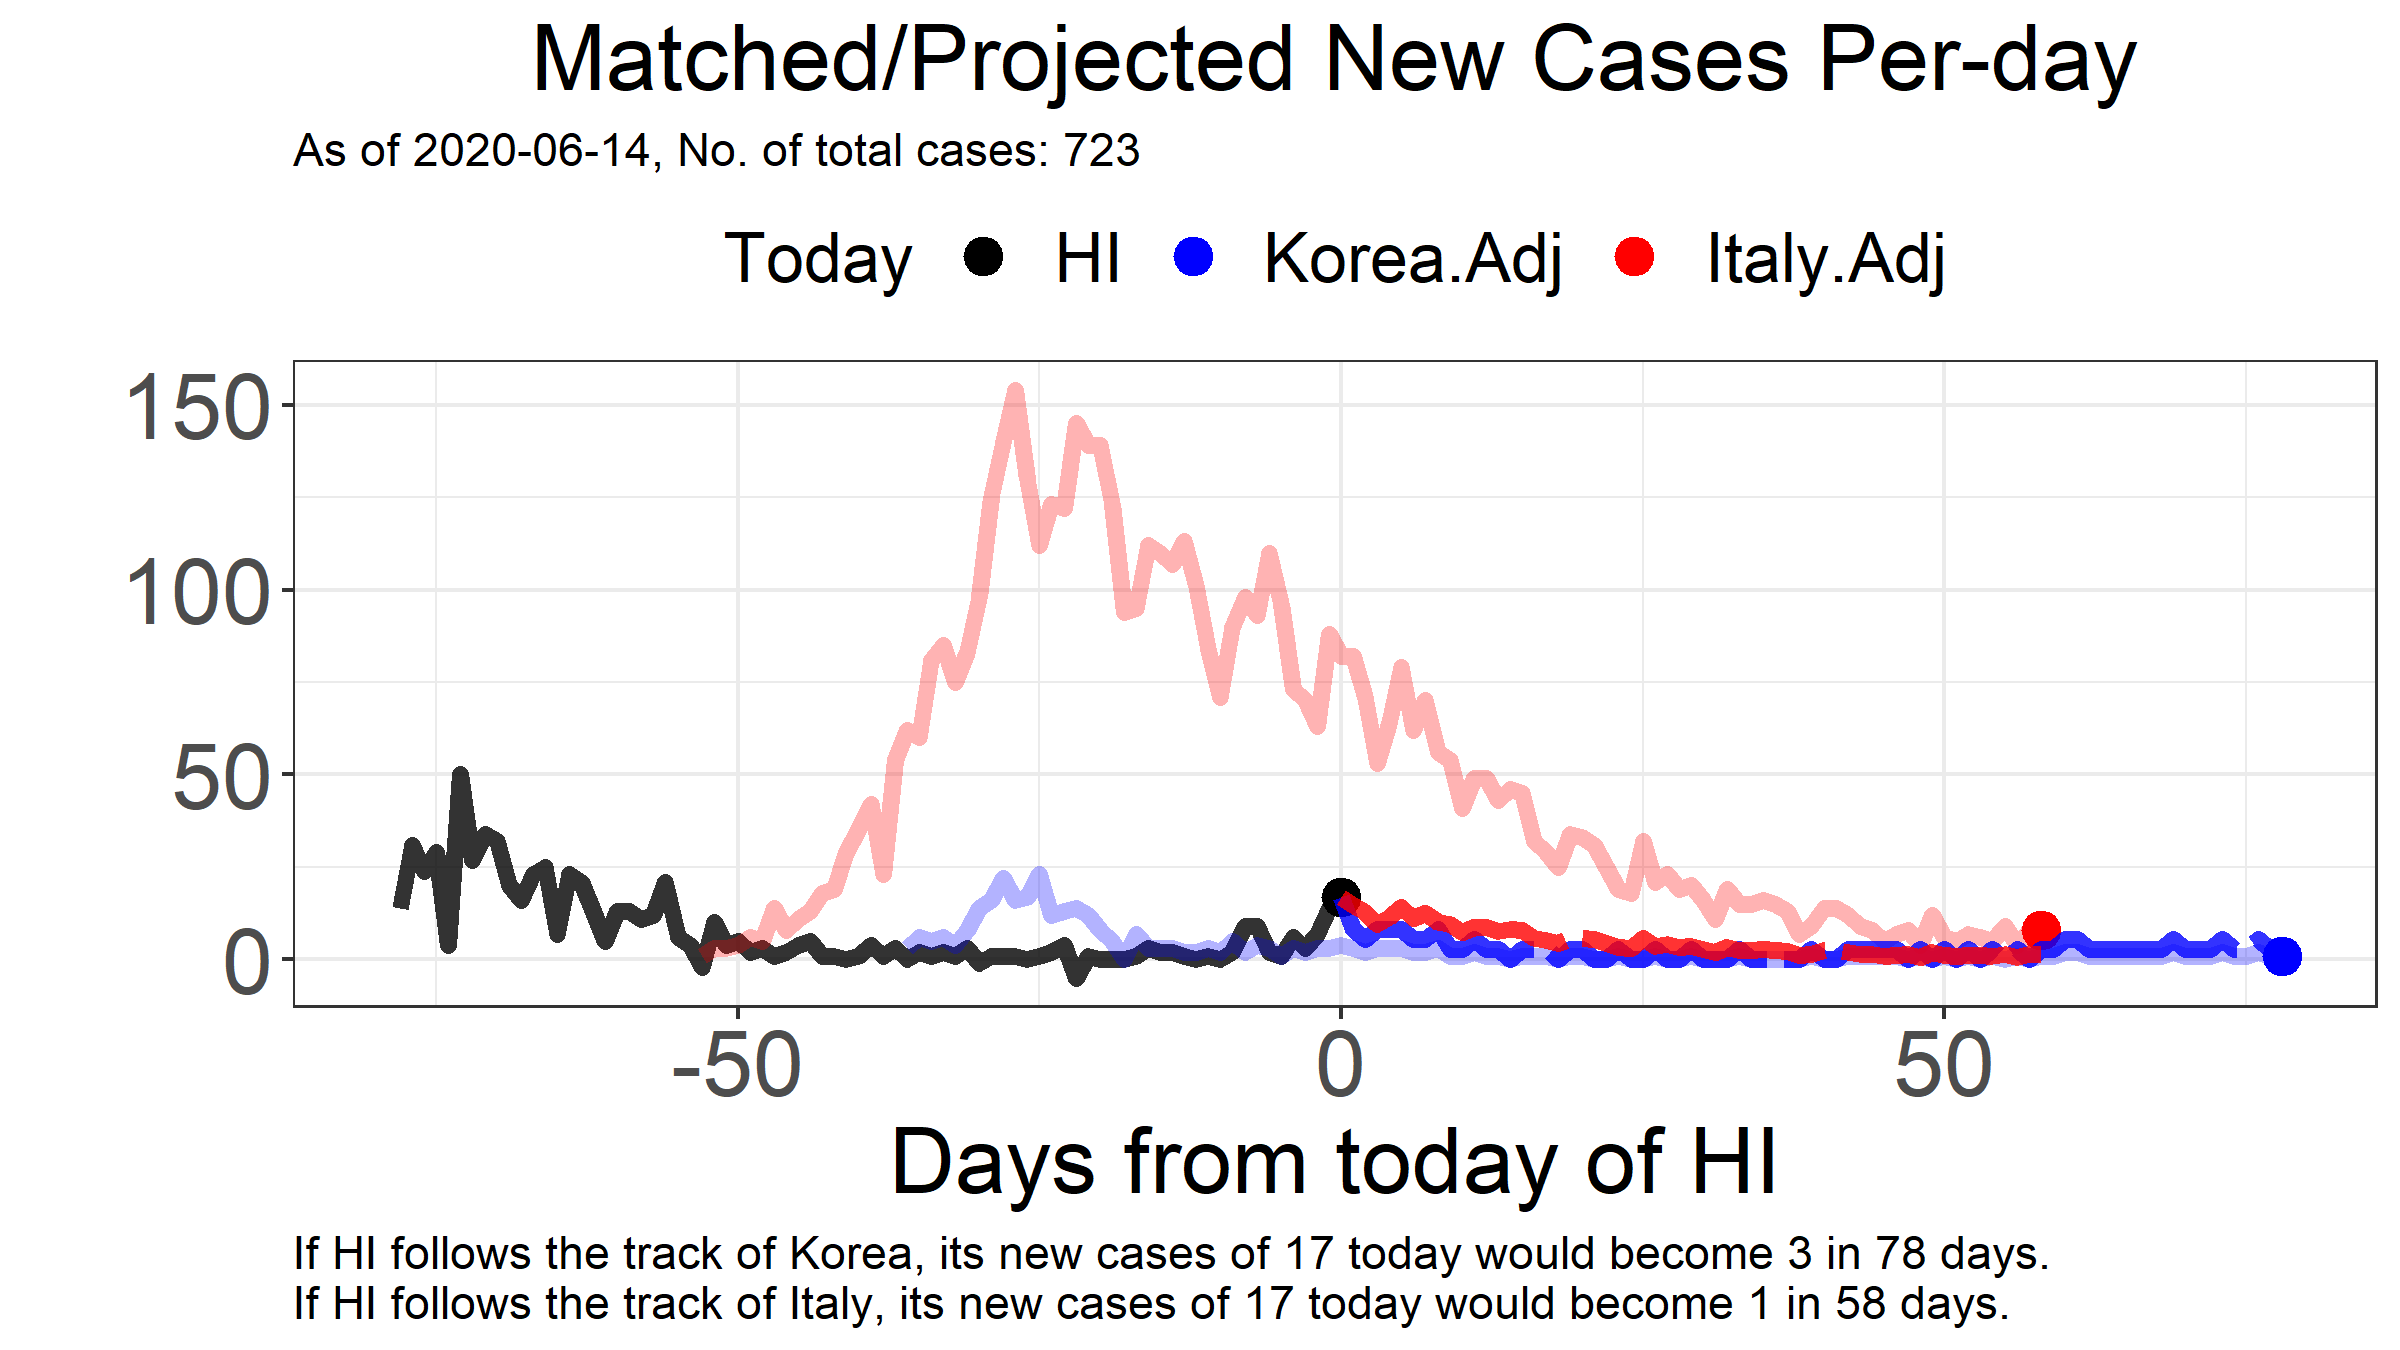 Matched/Projected New Cases Per-day
As of 2020-06-14, No. of total cases: 723
Today HI Korea.Adj Italy.Adj
150
100
50
0
-50 0 50
Days from today of HI
If HI follows the track of Korea, its new cases of 17 today would become 3 in 78 days.
If HI follows the track of Italy, its new cases of 17 today would become 1 in 58 days.